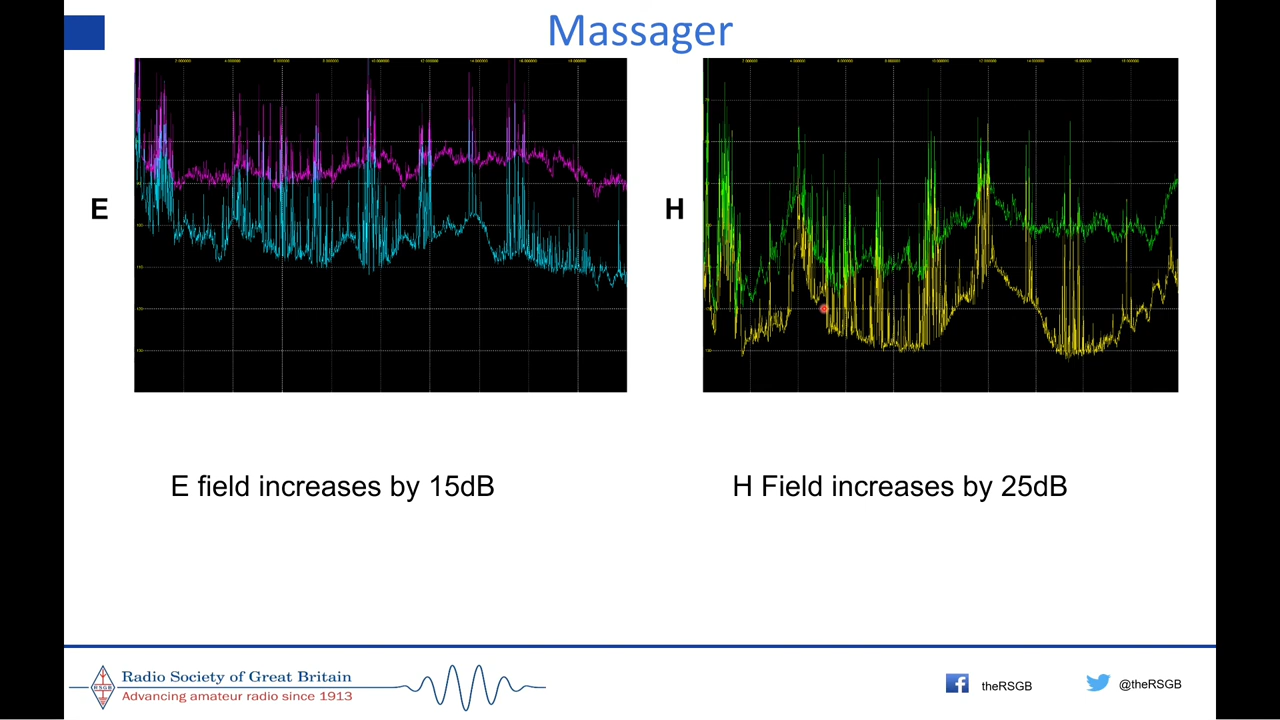 Massager
E
H
E field increases by 15dB
H Field increases by 25dB
RSGB
Radio Society of Great Britain
Advancing amateur radio since 1913
theRSGB
@theRSGB